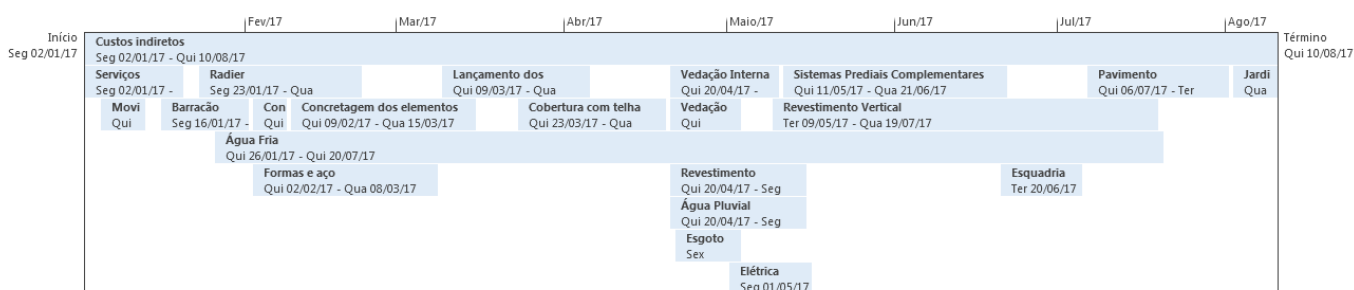 Fev/17 Mar/17 Abr/17 Maio/17 Jun/17 Jul/17 Ago/17
Início
Seg 02/01/17
Término
Qui 10/08/17
Custos indiretos
Seg 02/01/17 - Qui 10/08/17
Serviços
Seg 02/01/17 -
Radier
Seg 23/01/17 - Qua
Lançamento dos
Qui 09/03/17 - Qua
Vedação Interna
Qui 20/04/17 -
Sistemas Prediais Complementares
Qui 11/05/17 - Qua 21/06/17
Pavimento
Qui 06/07/17 - Ter
Jardi
Qua
Movi
Qui
Barracão
Seg 16/01/17 -
Con
Qui
Concretagem dos elementos
Qui 09/02/17 - Qua 15/03/17
Cobertura com telha
Qui 23/03/17 - Qua
Vedação
Qui
Revestimento Vertical
Ter 09/05/17 - Qua 19/07/17
Água Fria
Qui 26/01/17 - Qui 20/07/17
Formas e aço
Qui 02/02/17 - Qua 08/03/17
Revestimento
Qui 20/04/17 - Seg
Esquadria
Ter 20/06/17
Água Pluvial
Qui 20/04/17 - Seg
Esgoto
Sex
Elétrica
Seg 01/05/17